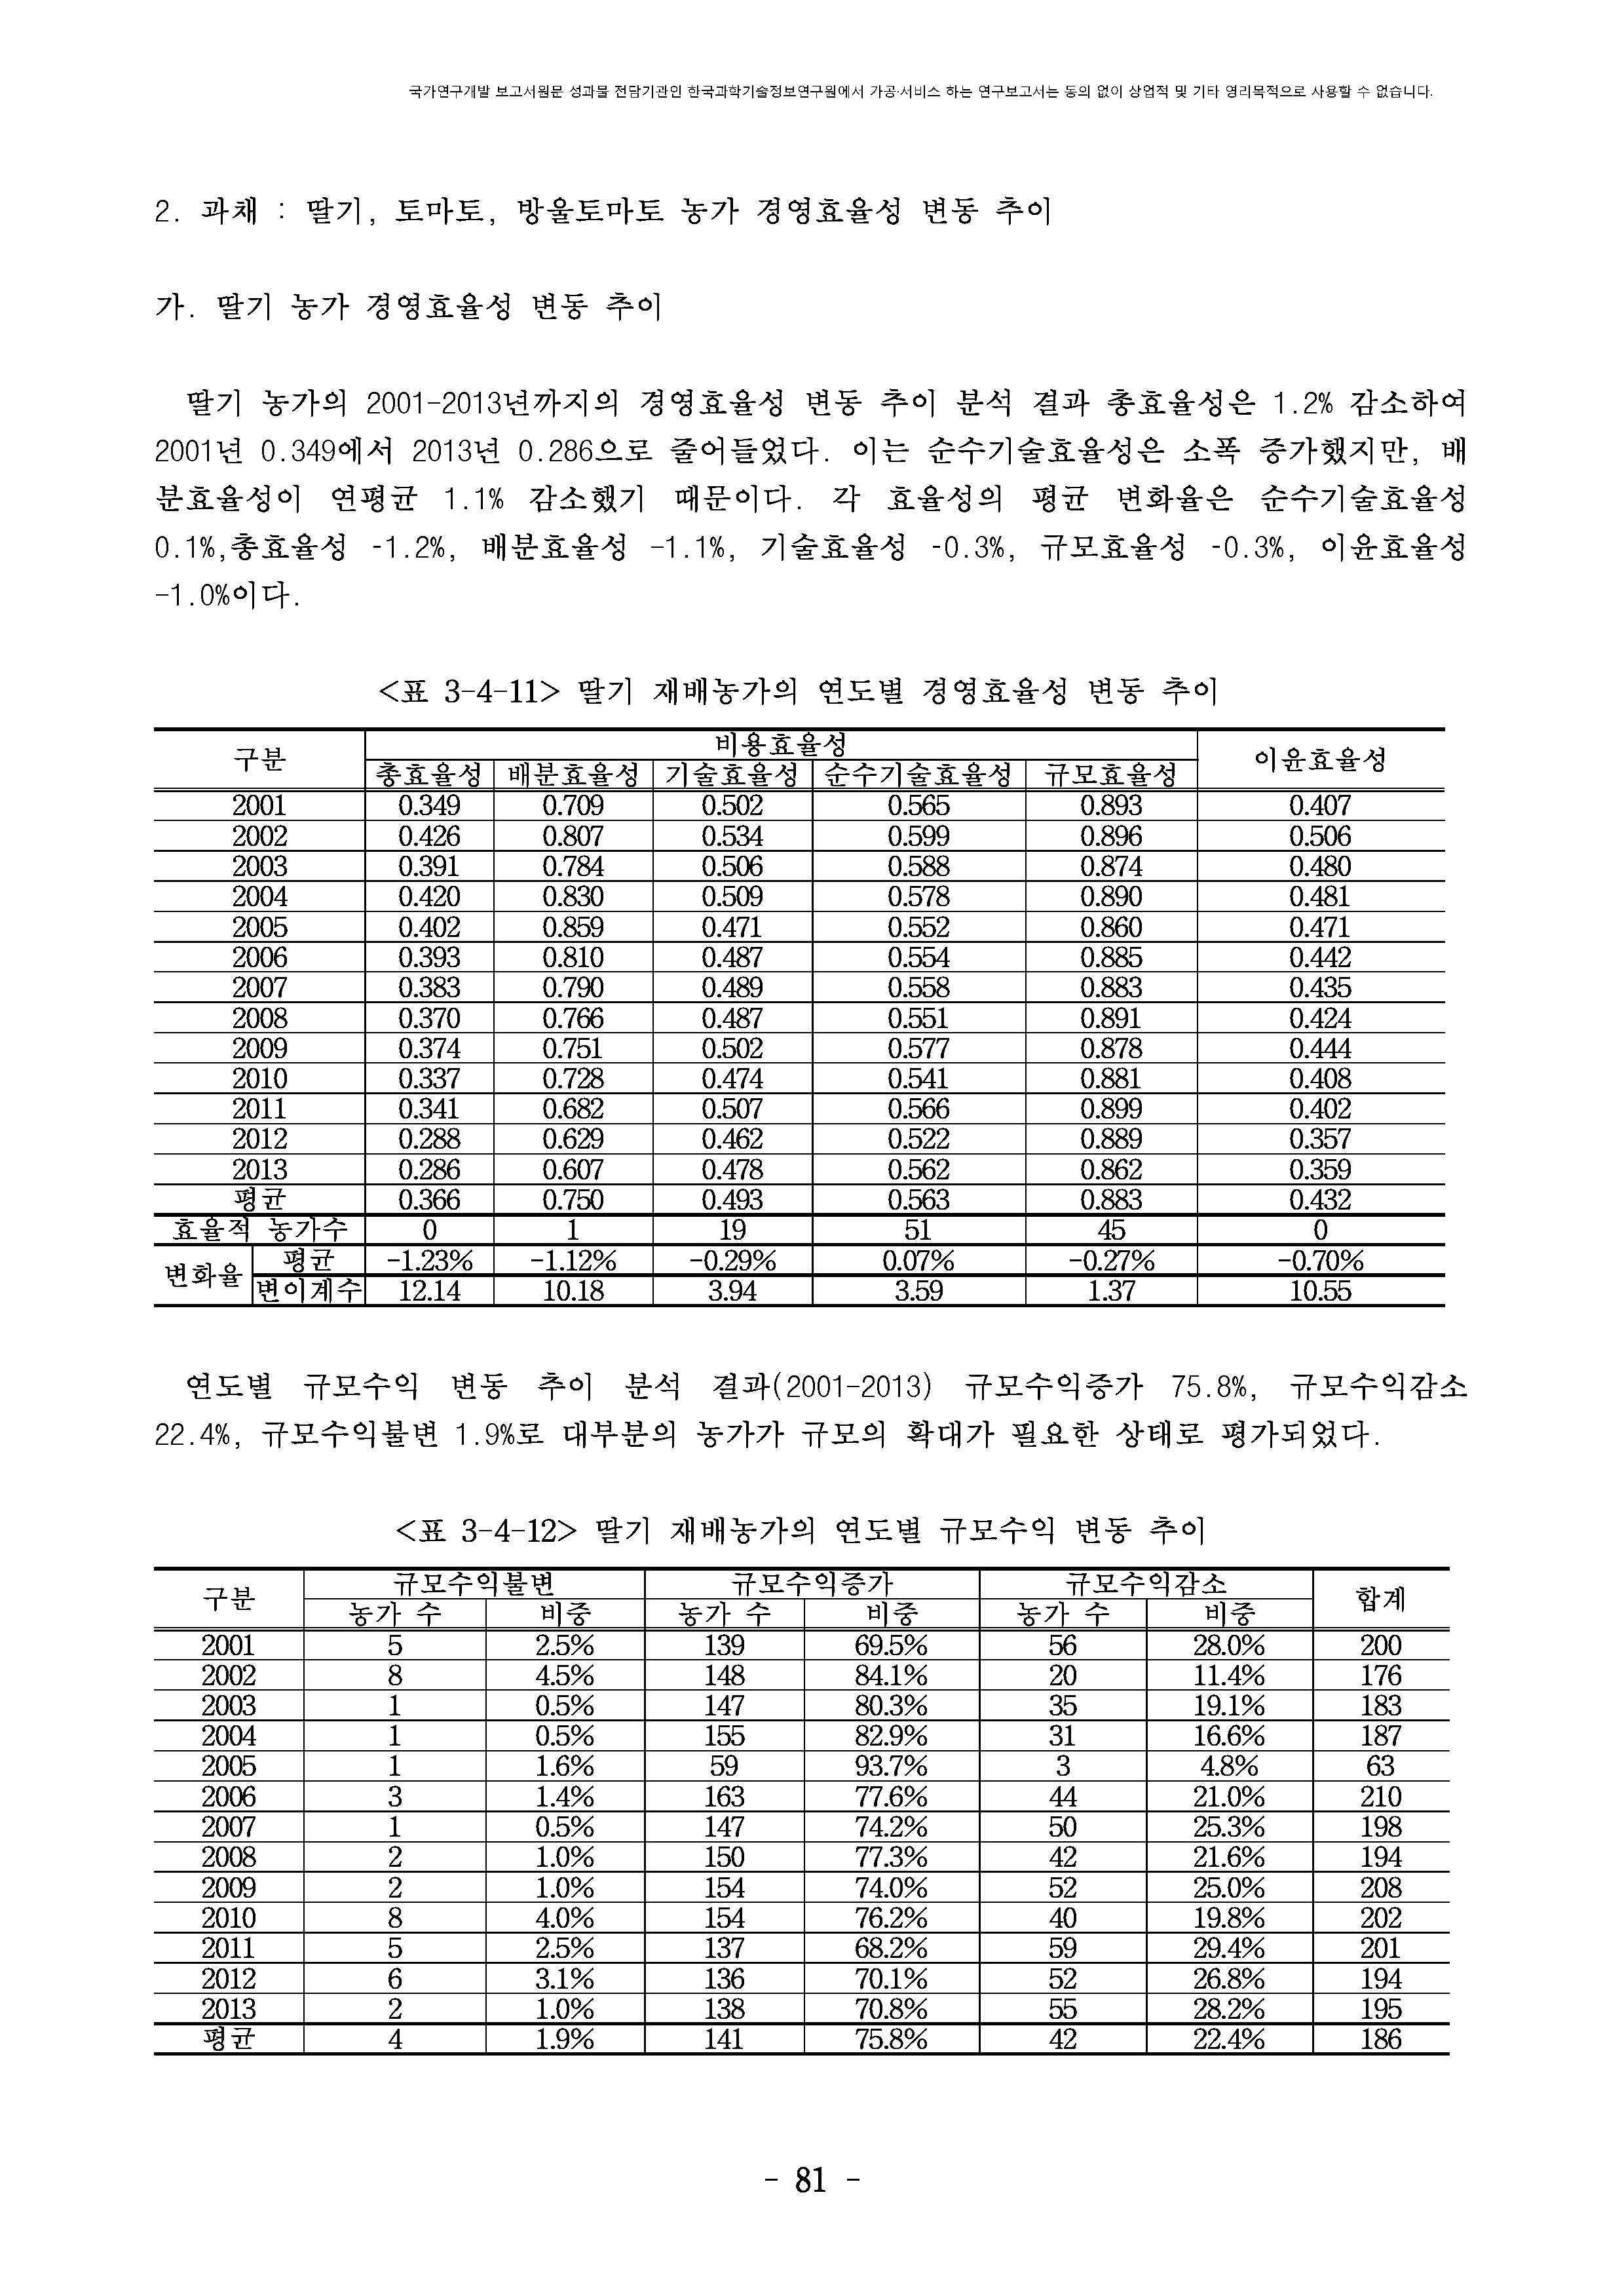 국가연구개발 보고서원문 성과물 전담기관인 한국과학기술정보연구원에서 가공·서비스 하는 연구보고서는 동의 없이 상업적 및 기타 영리목적으로 사용할 수 없습니다.
2. 과채 : 딸기, 토마토, 방울토마토 농가 경영효율성 변동 추이
가. 딸기 농가 경영효율성 변동 추이
딸기 농가의 2001-2013년까지의 경영효율성 변동 추이 분석 결과 총효율성은 1.2% 감소하여
2001년 0.349에서 2013년 0.286으로 줄어들었다. 이는 순수기술효율성은 소폭 증가했지만, 배
분효율성이 연평균 1.1% 감소했기 때문이다. 각 효율성의 평균 변화율은 순수기술효율성
0.1%,총효율성 -1.2%, 배분효율성 -1.1%, 기술효율성 -0.3%, 규모효율성 -0.3%, 이윤효율성
-1.0%이다.
<표 3-4-11> 딸기 재배농가의 연도별 경영효율성 변동 추이
구분 비용효율성 이윤효율성
총효율성 배분효율성 기술효율성 순수기술효율성 규모효율성
2001 0.349 0.709 0.502 0.565 0.893 0.407
2002 0.426 0.807 0.534 0.599 0.896 0.506
2003 0.391 0.784 0.506 0.588 0.874 0.480
2004 0.420 0.830 0.509 0.578 0.890 0.481
2005 0.402 0.859 0.471 0.552 0.860 0.471
2006 0.393 0.810 0.487 0.554 0.885 0.442
2007 0.383 0.790 0.489 0.558 0.883 0.435
2008 0.370 0.766 0.487 0.551 0.891 0.424
2009 0.374 0.751 0.502 0.577 0.878 0.444
2010 0.337 0.728 0.474 0.541 0.881 0.408
2011 0.341 0.682 0.507 0.566 0.899 0.402
2012 0.288 0.629 0.462 0.522 0.889 0.357
2013 0.286 0.607 0.478 0.562 0.862 0.359
평균 0.366 0.750 0.493 0.563 0.883 0.432
효율적 농가수 0 1 19 51 45 0
변화율 평균 -1.23% -1.12% -0.29% 0.07% -0.27% -0.70%
변이계수 12.14 10.18 3.94 3.59 1.37 10.55
연도별 규모수익 변동 추이 분석 결과(2001-2013) 규모수익증가 75.8%, 규모수익감소
22.4%, 규모수익불변 1.9%로 대부분의 농가가 규모의 확대가 필요한 상태로 평가되었다.
<표 3-4-12> 딸기 재배농가의 연도별 규모수익 변동 추이
구분 규모수익불변 규모수익증가 규모수익감소 합계
농가 수 비중 농가 수 비중 농가 수 비중
2001 5 2.5% 139 69.5% 56 28.0% 200
2002 8 4.5% 148 84.1% 20 11.4% 176
2003 1 0.5% 147 80.3% 35 19.1% 183
2004 1 0.5% 155 82.9% 31 16.6% 187
2005 1 1.6% 59 93.7% 3 4.8% 63
2006 3 1.4% 163 77.6% 44 21.0% 210
2007 1 0.5% 147 74.2% 50 25.3% 198
2008 2 1.0% 150 77.3% 42 21.6% 194
2009 2 1.0% 154 74.0% 52 25.0% 208
2010 8 4.0% 154 76.2% 40 19.8% 202
2011 5 2.5% 137 68.2% 59 29.4% 201
2012 6 3.1% 136 70.1% 52 26.8% 194
2013 2 1.0% 138 70.8% 55 28.2% 195
평균 4 1.9% 141 75.8% 42 22.4% 186
- 81 -